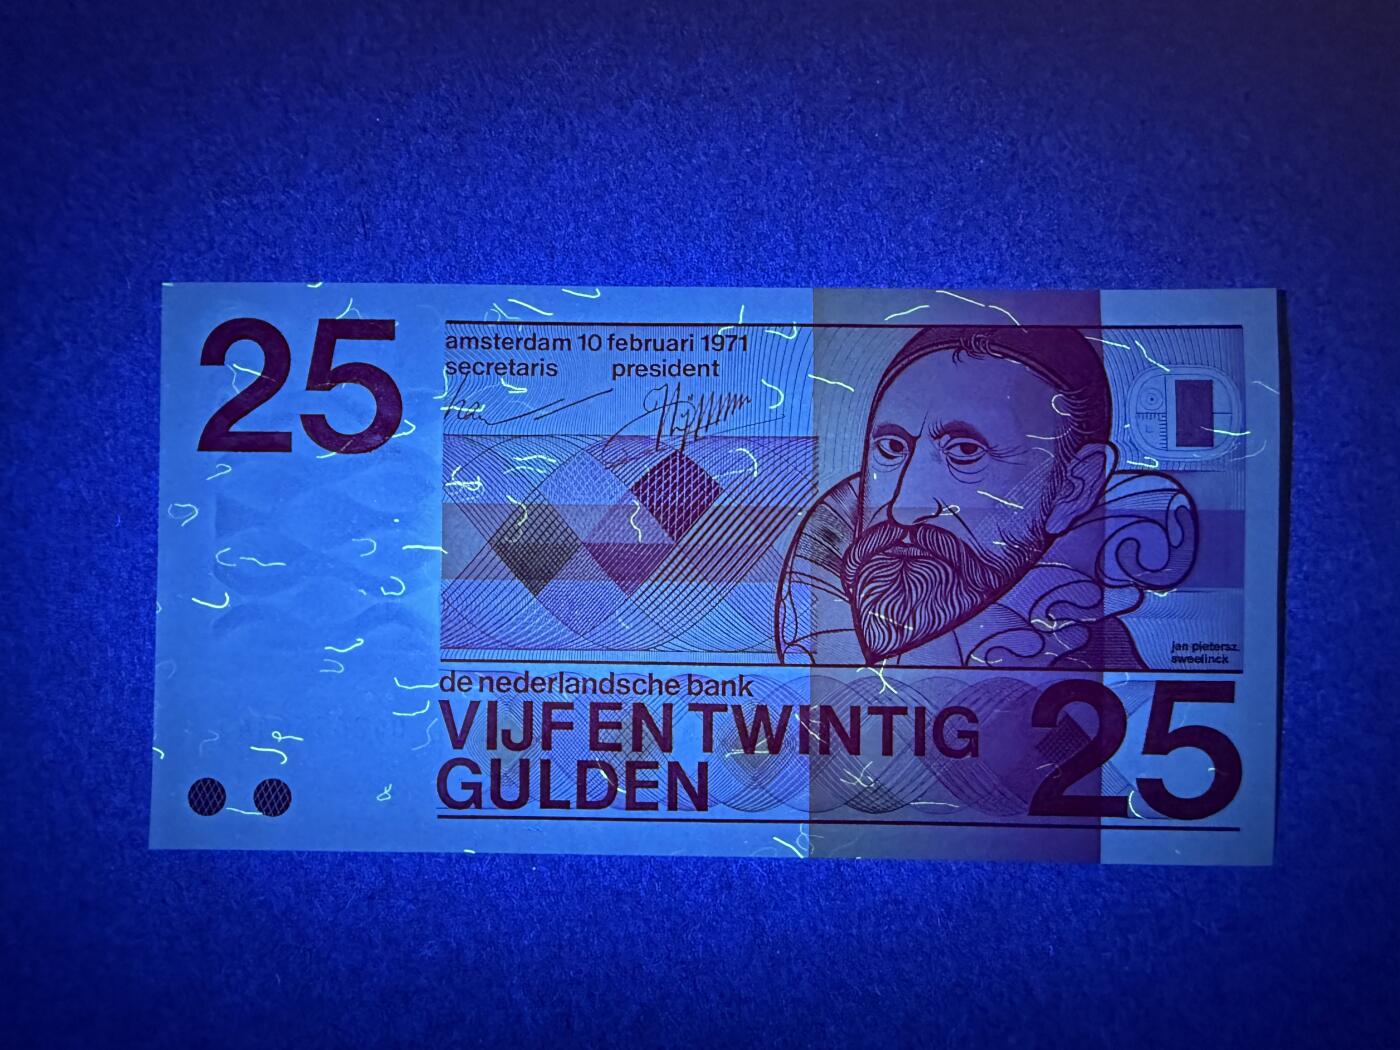 25
amsterdam 10 februari 1971
secretaris president
jan pietersz.
sweelinck
de nederlandsche bank
VIJF EN TWINTIG
GULDEN
25